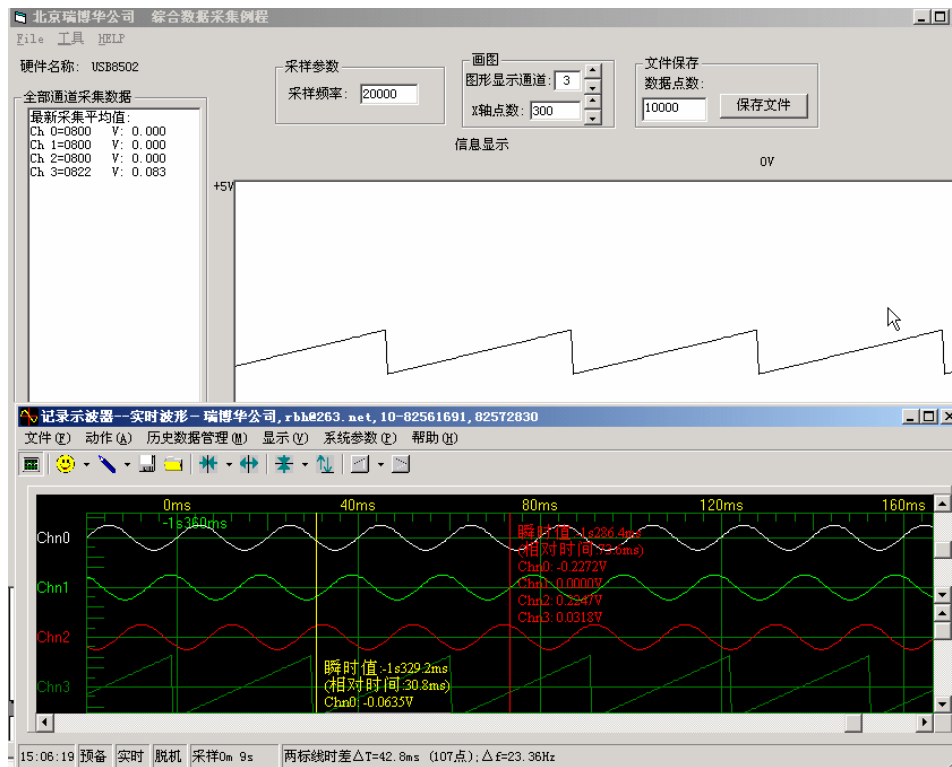 北京瑞博华公司 综合数据采集例程
File 工具 HELP
硬件名称: USB8502
采样参数
采样频率: 20000
画图
图形显示通道: 3
X轴点数: 300
文件保存
数据点数:
10000 保存文件
全部通道采集数据
最新采集平均值:
Ch 0=0800 V: 0.000
Ch 1=0800 V: 0.000
Ch 2=0800 V: 0.000
Ch 3=0822 V: 0.083
信息显示
0V
+5V
记录示波器--实时波形-瑞博华公司,rbh@263.net,10-82561691,82572830
文件(F) 动作(A) 历史数据管理(M) 显示(V) 系统参数(P) 帮助(H)
0ms 40ms 80ms 120ms 160ms
-1s360ms
Chn0
Chn1
Chn2
Chn3
瞬时值:-1s286.4ms
(相对时间:73.6ms)
Chn0:-0.2272V
Chn1:0.0000V
Chn2:0.2247V
Chn3:0.0318V
瞬时值:-1s329.2ms
(相对时间:30.8ms)
Chn0:-0.0635V
15:06:19 预备 实时 脱机 采样0m 9s 两标线时差△T=42.8ms (107点);△f=23.36Hz